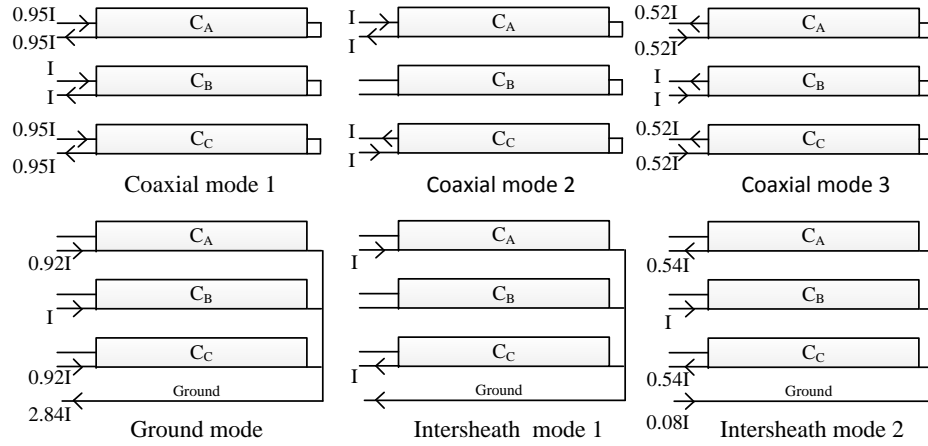 0.95I
C_A
0.95I
I
C_B
I
0.95I
C_C
0.95I
Coaxial mode 1
I
C_A
I
C_B
I
C_C
I
Coaxial mode 2
0.52I
C_A
0.52I
I
C_B
I
0.52I
C_C
0.52I
Coaxial mode 3
C_A
0.92I
C_B
I
C_C
0.92I
Ground
2.84I
Ground mode
C_A
I
C_B
C_C
I
Ground
Intersheath mode 1
C_A
0.54I
C_B
I
C_C
0.54I
Ground
0.08I
Intersheath mode 2